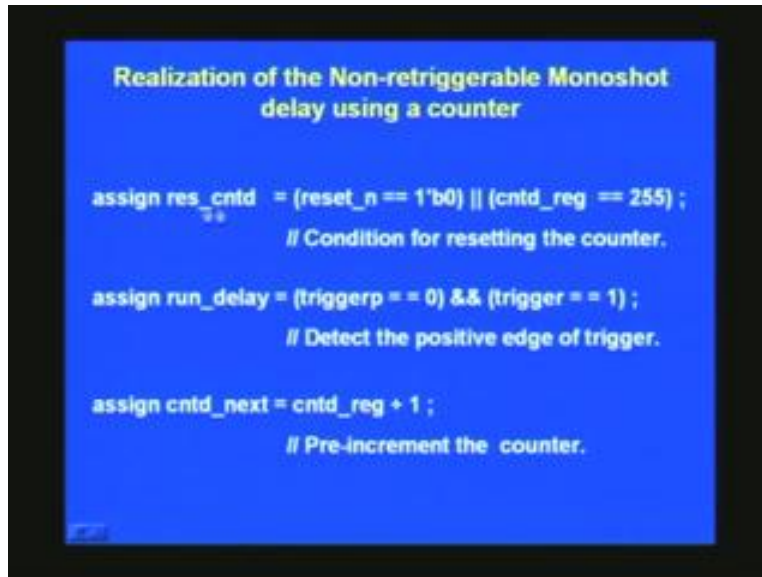 Realization of the Non-retriggerable Monoshot
delay using a counter
assign res_cntd = (reset_n == 1'b0) || (cntd_reg == 255) ;
// Condition for resetting the counter.
assign run_delay = (triggerp = = 0) && (trigger = = 1) ;
// Detect the positive edge of trigger.
assign cntd_next = cntd_reg + 1 ;
// Pre-increment the counter.